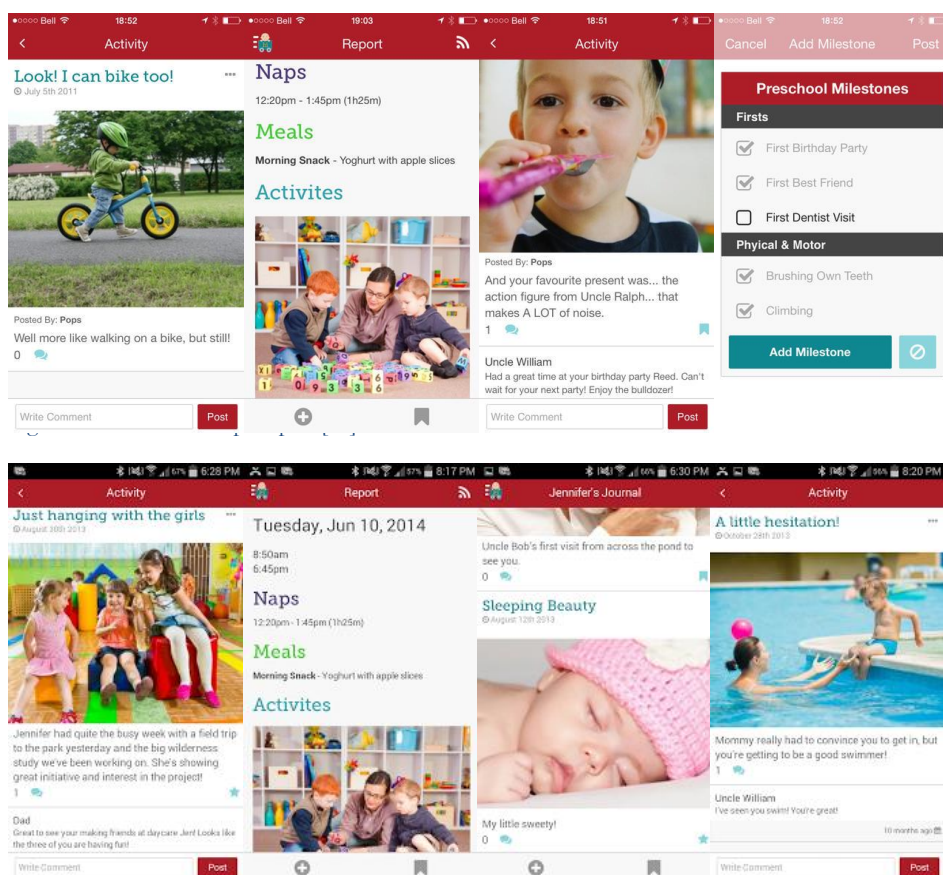 ●○○○○ Bell 18:52
Activity
Look! I can bike too!
July 5th 2011
Posted By: Pops
Well more like walking on a bike, but still!
0
Write Comment Post
●○○○○ Bell 19:03
Report
Naps
12:20pm - 1:45pm (1h25m)
Meals
Morning Snack - Yoghurt with apple slices
Activites
●○○○○ Bell 18:51
Activity
Posted By: Pops
And your favourite present was... the
action figure from Uncle Ralph... that
makes A LOT of noise.
1
Uncle William
Had a great time at your birthday party Reed. Can't
wait for your next party! Enjoy the bulldozer!
Write Comment Post
●○○○○ Bell 18:52
Cancel Add Milestone Post
Preschool Milestones
Firsts
First Birthday Party
First Best Friend
First Dentist Visit
Phyical & Motor
Brushing Own Teeth
Climbing
Add Milestone
67% 6:28 PM
Activity
Just hanging with the girls
August 30th 2013
Jennifer had quite the busy week with a field trip
to the park yesterday and the big wilderness
study we've been working on. She's showing
great initiative and interest in the project!
1
Dad
Great to see your making friends at daycare Jen! Looks like
the three of you are having fun!
Write Comment Post
57% 8:17 PM
Report
Tuesday, Jun 10, 2014
8:50am
6:45pm
Naps
12:20pm - 1:45pm (1h25m)
Meals
Morning Snack - Yoghurt with apple slices
Activites
66% 6:30 PM
Jennifer's Journal
Uncle Bob's first visit from across the pond to
see you.
0
Sleeping Beauty
August 12th 2013
My little sweety!
0
56% 8:20 PM
Activity
A little hesitation!
October 28th 2013
Mommy really had to convince you to get in, but
you're getting to be a good swimmer!
1
Uncle William
I've seen you swim! You're great!
10 months ago
Write Comment Post